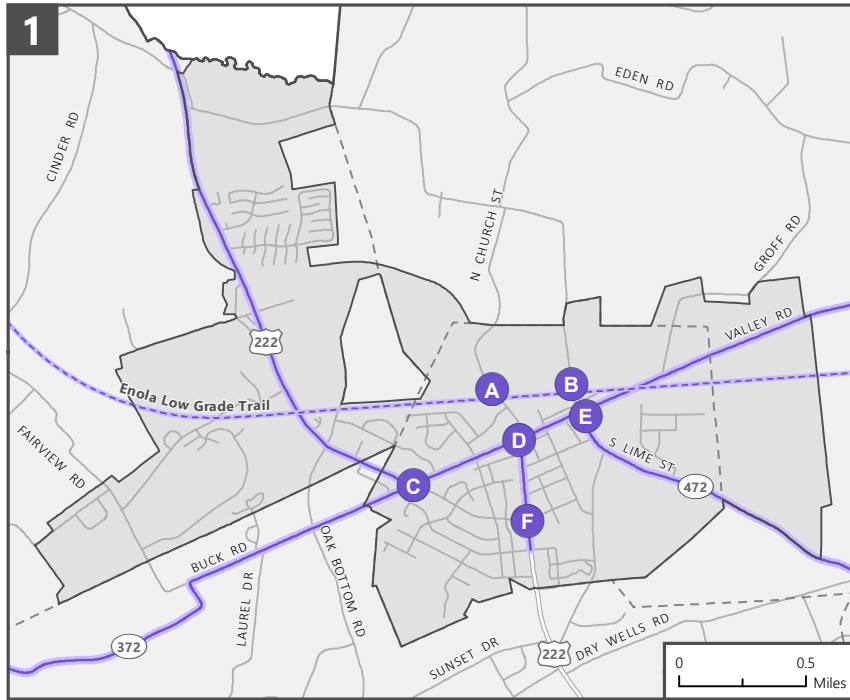 1
EDEN RD
CINDER RD
N CHURCH ST
GROFF RD
VALLEY RD
222
Enola Low Grade Trail
A
B
E
D
FAIRVIEW RD
S LIME ST
472
C
F
BUCK RD
OAK BOTTOM RD
LAUREL DR
372
SUNSET DR
222
DRY WELLS RD
0 0.5
Miles